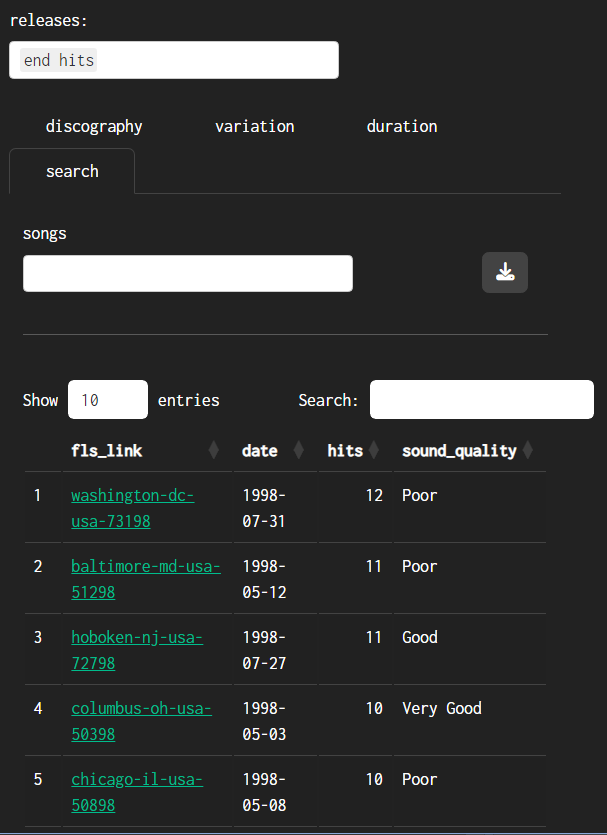 releases:
end hits
discography variation duration
search
songs
Show 10 entries Search:
fls_link date hits sound_quality
1 washington-dc- 1998- 12 Poor
usa-73198 07-31
2 baltimore-md-usa- 1998- 11 Poor
51298 05-12
3 hoboken-nj-usa- 1998- 11 Good
72798 07-27
4 columbus-oh-usa- 1998- 10 Very Good
50398 05-03
5 chicago-il-usa- 1998- 10 Poor
50898 05-08